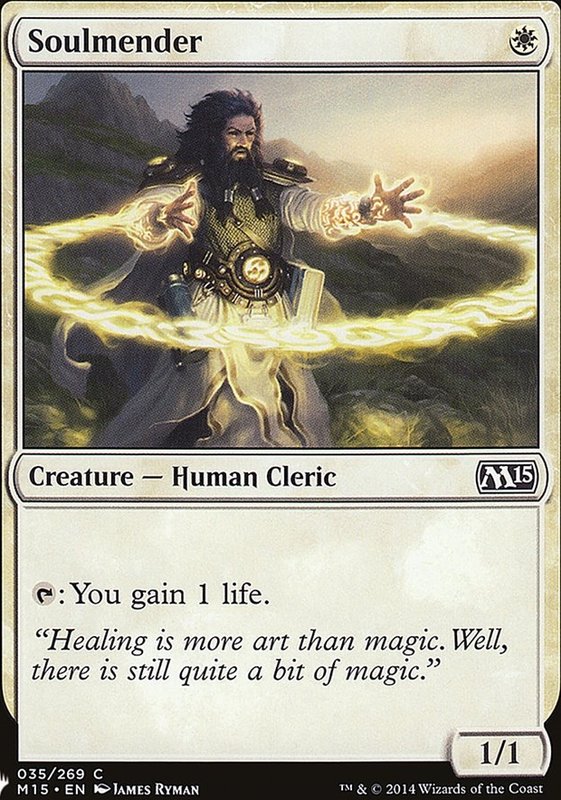 Soulmender
Creature — Human Cleric
M15
:You gain 1 life.
“Healing is more art than magic. Well,
there is still quite a bit of magic.”
1/1
035/269 C
M15 • EN James Ryman
™ & © 2014 Wizards of the Coast